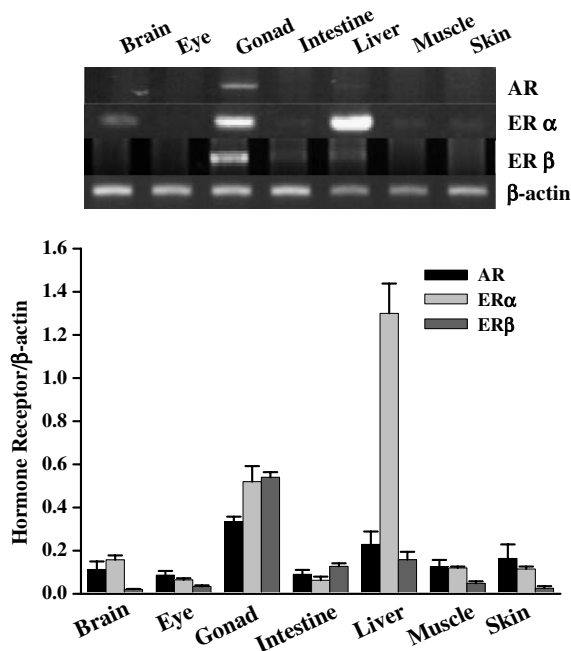 Brain Eye Gonad Intestine Liver Muscle Skin
AR
ER α
ER β
β-actin
Hormone Receptor/β-actin
1.6
1.4
1.2
1.0
0.8
0.6
0.4
0.2
0.0
AR
ERα
ERβ
Brain Eye Gonad Intestine Liver Muscle Skin